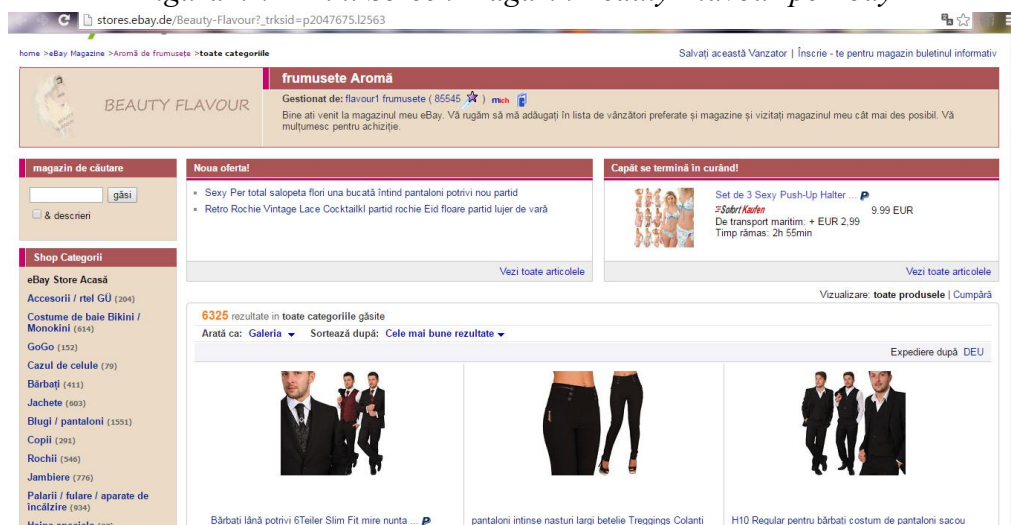 stores.ebay.de/Beauty-Flavour?_trksid=p2047675.l2563
home >eBay Magazine >Aromă de frumusețe >toate categoriile
Salvați această Vanzator | Înscrie - te pentru magazin buletinul informativ
BEAUTY FLAVOUR
frumusete Aromă
Gestionat de: flavour1 frumusete ( 85545 ) mich
Bine ati venit la magazinul meu eBay. Vă rugăm să mă adăugați în lista de vânzători preferate și magazine și vizitați magazinul meu cât mai des posibil. Vă
mulțumesc pentru achiziție.
magazin de căutare
găsi
& descrieri
Noua oferta!
Sexy Per total salopeta flori una bucată întind pantaloni potrivi nou partid
Retro Rochie Vintage Lace Cocktailkl partid rochie Eid floare partid lujer de vară
Vezi toate articolele
Capăt se termină în curând!
Set de 3 Sexy Push-Up Halter ...
Sofort Kaufen 9.99 EUR
De transport maritim: + EUR 2,99
Timp rămas: 2h 55min
Vezi toate articolele
Vizualizare: toate produsele | Cumpără
Shop Categorii
eBay Store Acasă
Accesorii / rtel GÜ (204)
Costume de baie Bikini /
Monokini (614)
GoGo (152)
Cazul de celule (79)
Bărbați (411)
Jachete (603)
Blugi / pantaloni (1551)
Copii (291)
Rochii (546)
Jambiere (776)
Palarii / fulare / aparate de
încălzire (934)
6325 rezultate in toate categoriile găsite
Arată ca: Galeria Sortează după: Cele mai bune rezultate
Expediere după DEU
Bărbați lână potrivi 6Teiler Slim Fit mire nunta ...
pantaloni intinse nasturi largi betelie Treggings Colanti
H10 Regular pentru bărbați costum de pantaloni sacou